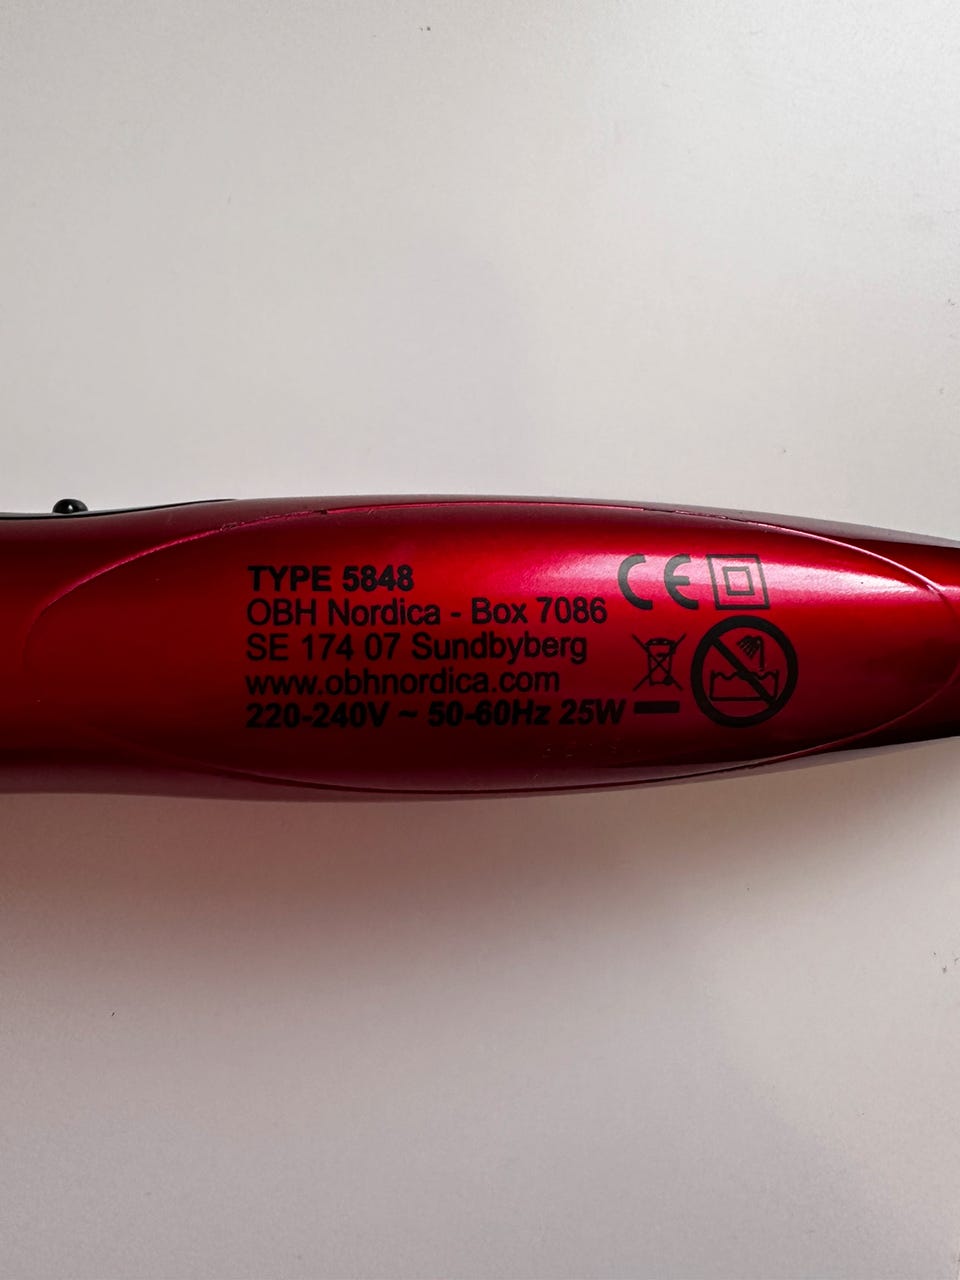 TYPE 5848
OBH Nordica - Box 7086
SE 174 07 Sundbyberg
www.obhnordica.com
220-240V ~ 50-60Hz 25W
CE